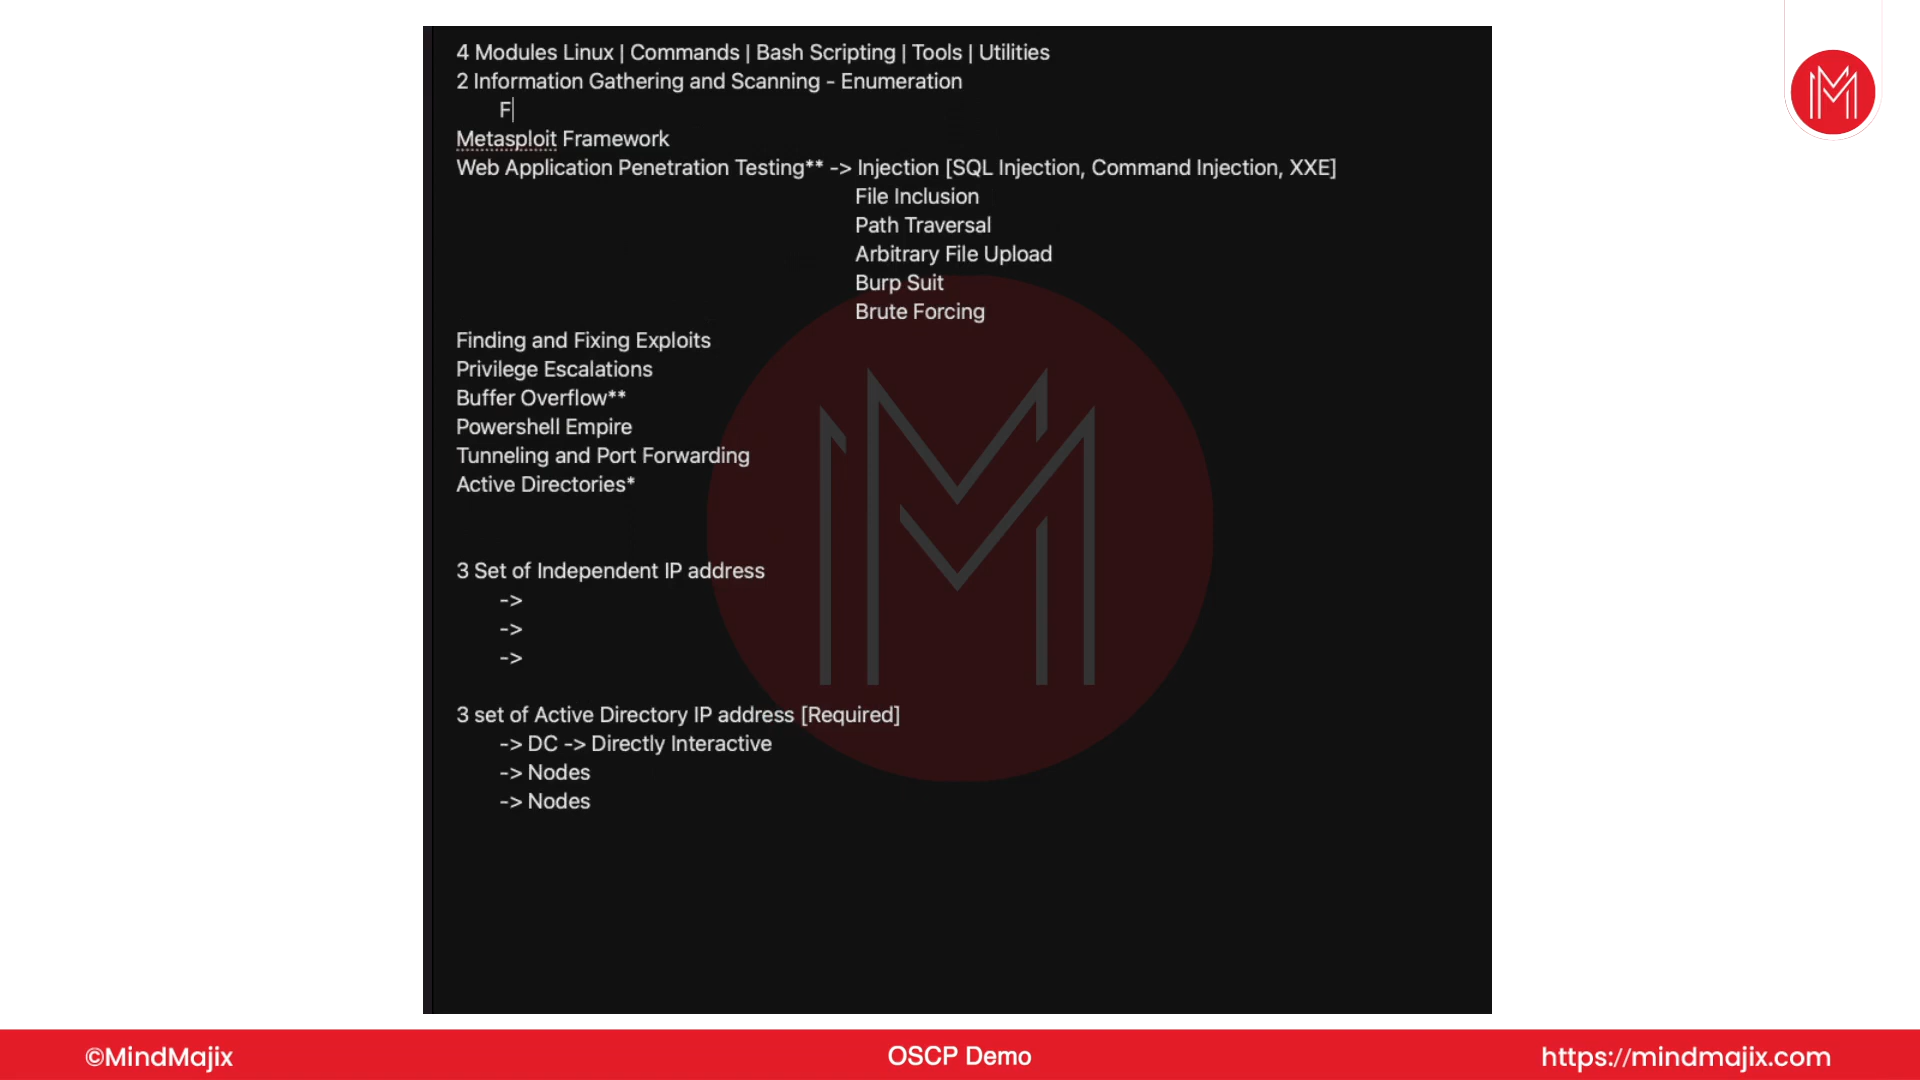 4 Modules Linux | Commands | Bash Scripting | Tools | Utilities
2 Information Gathering and Scanning - Enumeration
F
Metasploit Framework
Web Application Penetration Testing** -> Injection [SQL Injection, Command Injection, XXE]
File Inclusion
Path Traversal
Arbitrary File Upload
Burp Suit
Brute Forcing
Finding and Fixing Exploits
Privilege Escalations
Buffer Overflow**
Powershell Empire
Tunneling and Port Forwarding
Active Directories*
3 Set of Independent IP address
->
->
->
3 set of Active Directory IP address [Required]
-> DC -> Directly Interactive
-> Nodes
-> Nodes
©MindMajix
OSCP Demo
https://mindmajix.com